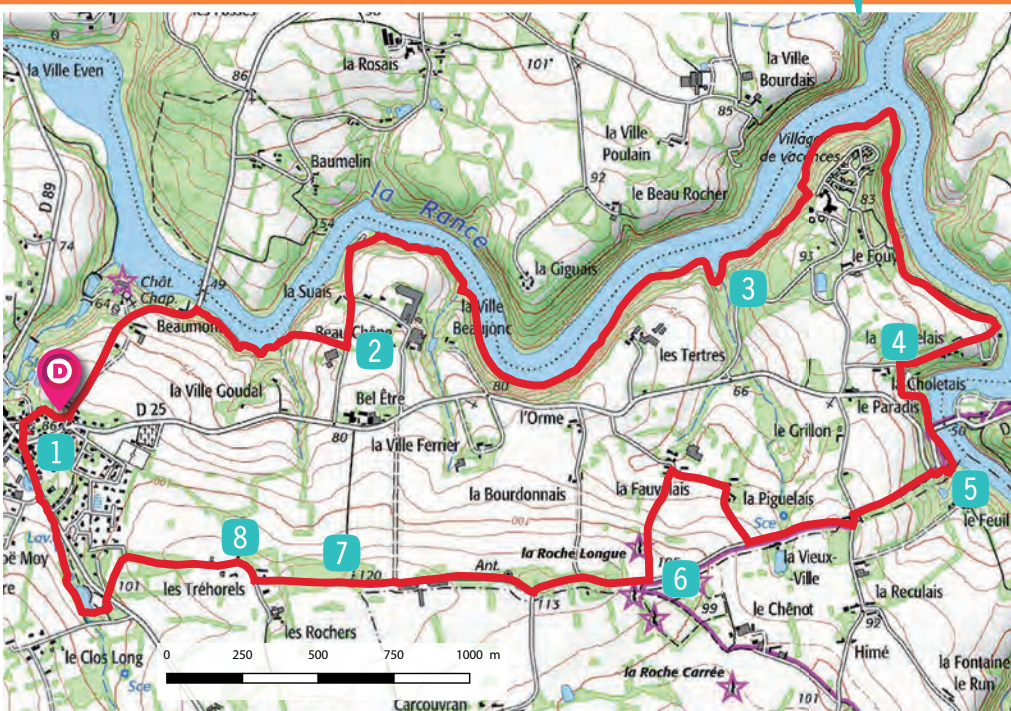 la Ville Even
86
la Rosais
101
la Ville
Bourdais
85
la Ville
Poulain
Village
de vacances
Baumelin
D 89
la Rance
92
le Beau Rocher
83
74
54
93
le Fouy
Chât.
Chap.
49
la Suais
la Giguais
3
64
Beaumont
Beau Chêne
2
la Ville
Beaujonc
les Tertres
4
D
la Ville Goudal
80
66
la Choletais
le Paradis
D 25
Bel Être
l'Orme
86
1
80
la Ville Ferrier
le Grillon
50
D
la Bourdonnais
la Fauvelais
la Piguelais
5
Sce
le Feuil
Lav.
8
7
la Roche Longue
105
la Vieux-
Ville
Ant.
6
101
les Tréhorels
120
113
99
le Chênot
la Reculais
les Rochers
92
le Clos Long
0 250 500 750 1000 m
Himé
la Fontaine
le Run
Sce
la Roche Carrée
Carcouvran
101